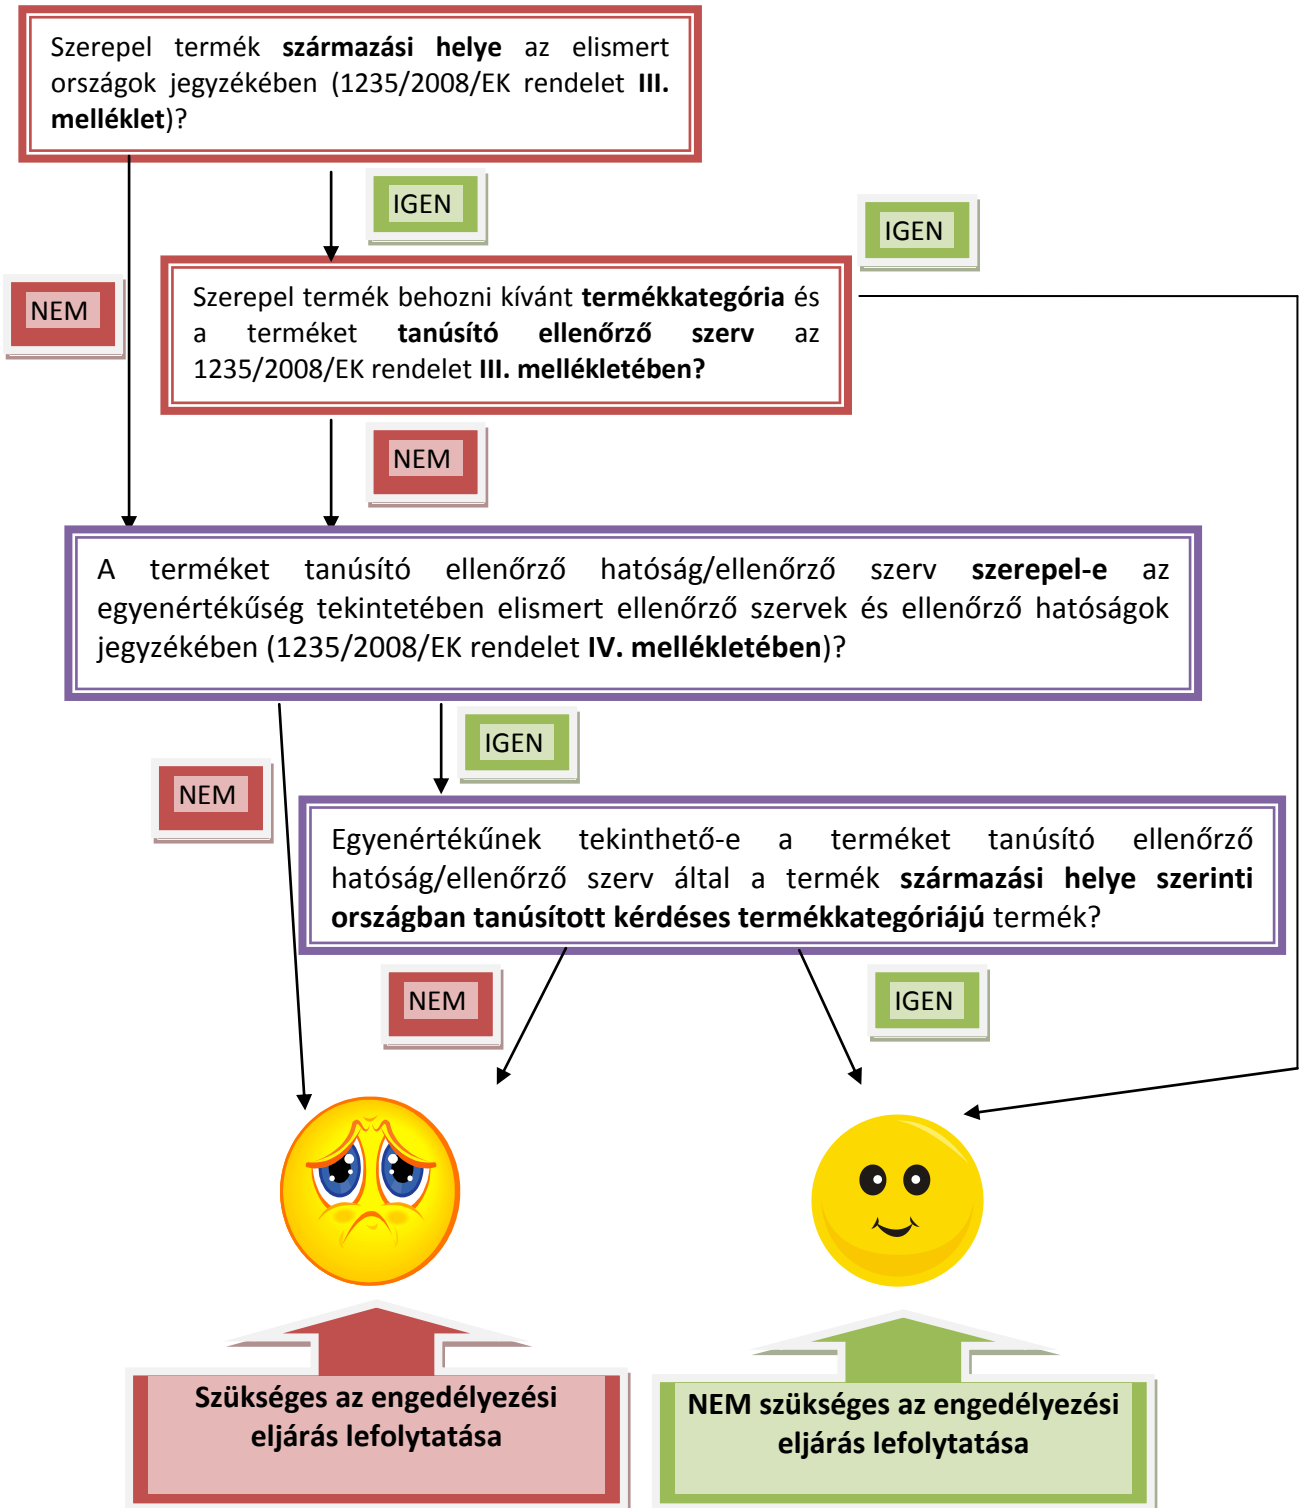 Szerepel termék származási helye az elismert
országok jegyzékében (1235/2008/EK rendelet III.
melléklet)?
IGEN
IGEN
NEM
Szerepel termék behozni kívánt termékkategória és
a terméket tanúsító ellenőrző szerv az
1235/2008/EK rendelet III. mellékletében?
NEM
A terméket tanúsító ellenőrző hatóság/ellenőrző szerv szerepel-e az
egyenértékűség tekintetében elismert ellenőrző szervek és ellenőrző hatóságok
jegyzékében (1235/2008/EK rendelet IV. mellékletében)?
IGEN
NEM
Egyenértékűnek tekinthető-e a terméket tanúsító ellenőrző
hatóság/ellenőrző szerv által a termék származási helye szerinti
országban tanúsított kérdéses termékkategóriájú termék?
NEM
IGEN
Szükséges az engedélyezési
eljárás lefolytatása
NEM szükséges az engedélyezési
eljárás lefolytatása